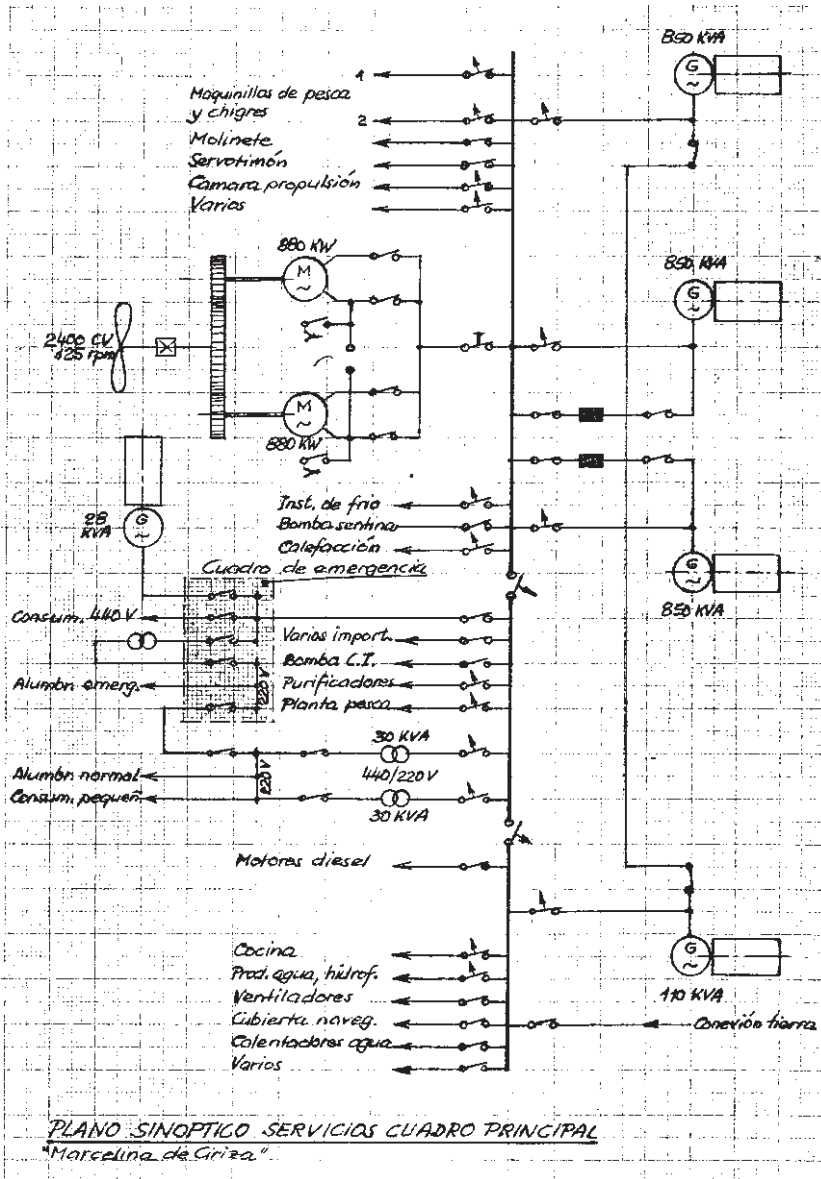 850 KVA
G
~
1
Maquinillas de pesca
y chigres
2
Molinete
Servotimón
Camara propulsión
Varios
880 KW
M
~
850 KVA
G
~
2400 CV
125 rpm
M
~
880 KW
28
KVA
G
~
Inst. de frio
Bomba sentina
Calefacción
Cuadro de emergencia
G
~
850 KVA
Consum. 440 V
Varios import.
Bomba C.I.
Alumbr. emerg.
220 V
Purificadores
Planta pesca
30 KVA
Alumbr. normal
220 V
440/220 V
Consum. pequeñ
30 KVA
Motores diesel
Cocina
Prod. agua, hidrof.
G
~
Ventiladores
110 KVA
Cubierta naveg.
Conexión tierra
Calentadores agua
Varios
PLANO SINOPTICO SERVICIOS CUADRO PRINCIPAL
"Marcelina de Ciriza"